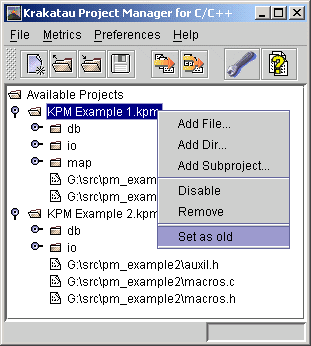 Krakatau Project Manager for C/C++
File Metrics Preferences Help
Available Projects
KPM Example 1.kpm
db
io
map
G:\src\pm_exam
G:\src\pm_exam
KPM Example 2.kpm
db
io
G:\src\pm_example2\auxil.h
G:\src\pm_example2\macros.c
G:\src\pm_example2\macros.h
Add File...
Add Dir...
Add Subproject...
Disable
Remove
Set as old